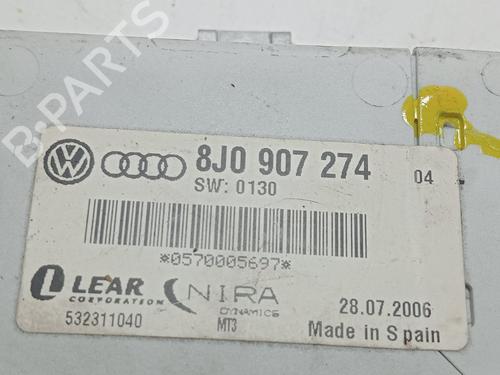 B-PARTS
8J0 907 274 04
SW: 0130
*0570005697*
LEAR
CORPORATION
NIRA
DYNAMICS
28.07.2006
532311040
MT3
Made in Spain